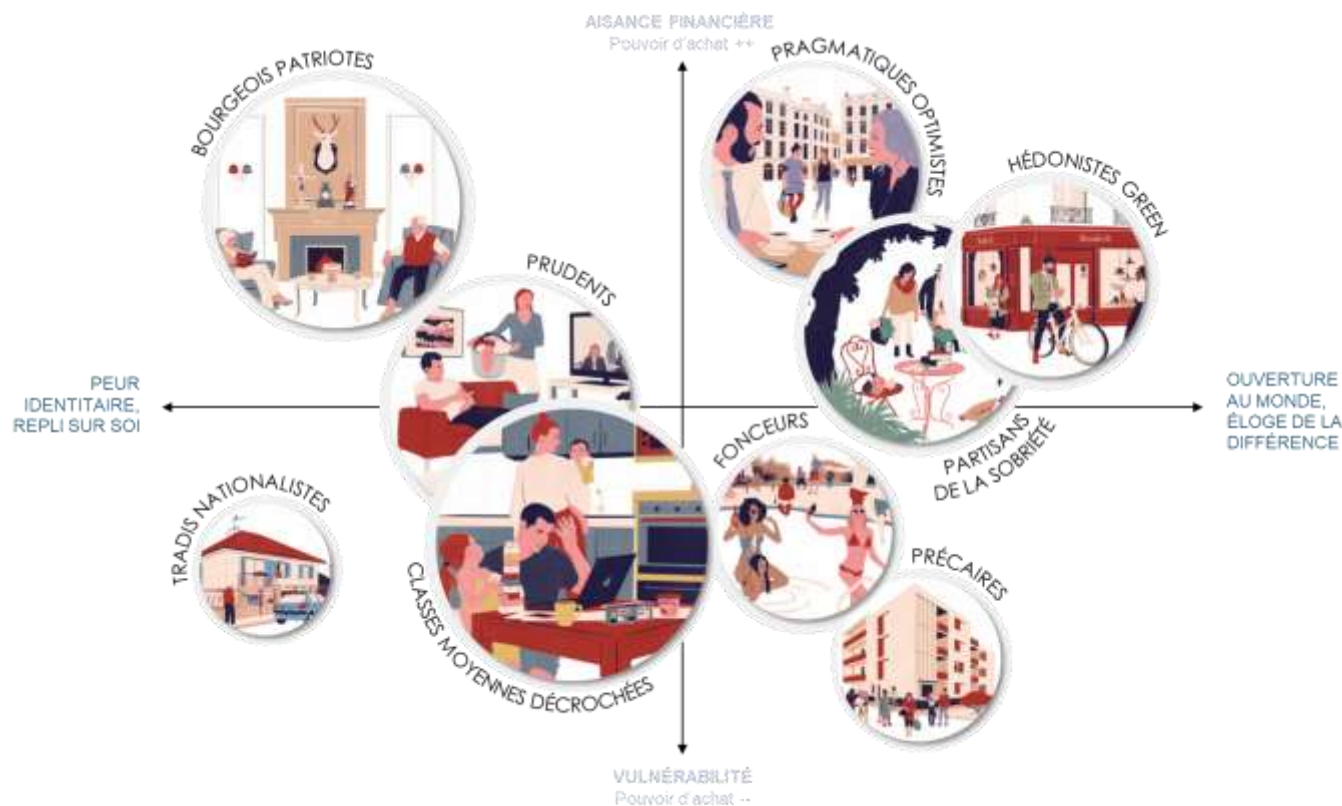 AISANCE FINANCIÈRE
Pouvoir d'achat ++
BOURGEOIS PATRIOTES
PRAGMATIQUES OPTIMISTES
HÉDONISTES GREEN
PRUDENTS
PEUR
IDENTITAIRE,
REPLI SUR SOI
OUVERTURE
AU MONDE,
ÉLOGE DE LA
DIFFÉRENCE
FONCEURS
PARTISANS
DE LA SOBRIÉTÉ
TRADIS NATIONALISTES
CLASSES MOYENNES DÉCROCHÉES
PRÉCAIRES
VULNÉRABILITÉ
Pouvoir d'achat --